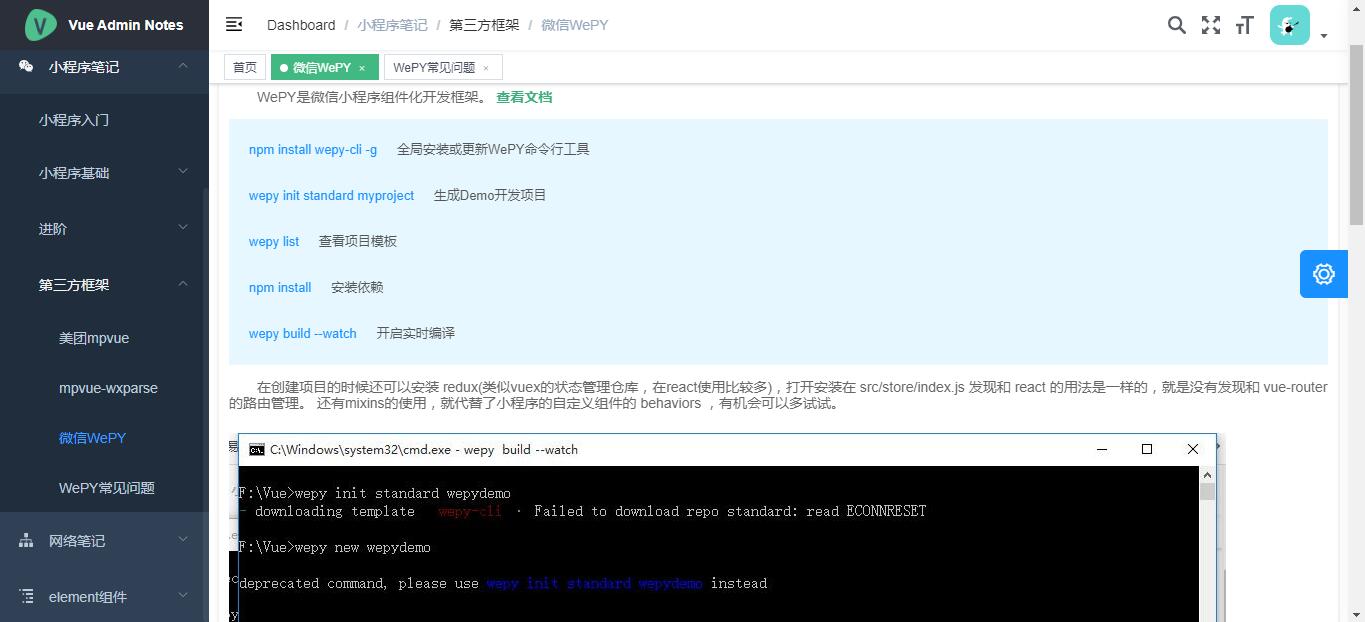 Vue Admin Notes
小程序笔记
小程序入门
小程序基础
进阶
第三方框架
美团mpvue
mpvue-wxparse
微信WePY
WePY常见问题
网络笔记
element组件
Dashboard / 小程序笔记 / 第三方框架 / 微信WePY
首页 微信WePY × WePY常见问题 ×
WePY是微信小程序组件化开发框架。 查看文档
npm install wepy-cli -g 全局安装或更新WePY命令行工具
wepy init standard myproject 生成Demo开发项目
wepy list 查看项目模板
npm install 安装依赖
wepy build --watch 开启实时编译
在创建项目的时候还可以安装 redux(类似vuex的状态管理仓库，在react使用比较多)，打开安装在 src/store/index.js 发现和 react 的用法是一样的，就是没有发现和 vue-router
的路由管理。 还有mixins的使用，就代替了小程序的自定义组件的 behaviors ，有机会可以多试试。
C:\Windows\system32\cmd.exe - wepy build --watch
F:\Vue>wepy init standard wepydemo
- downloading template wepy-cli · Failed to download repo standard: read ECONNRESET
F:\Vue>wepy new wepydemo
deprecated command, please use wepy init standard wepydemo instead